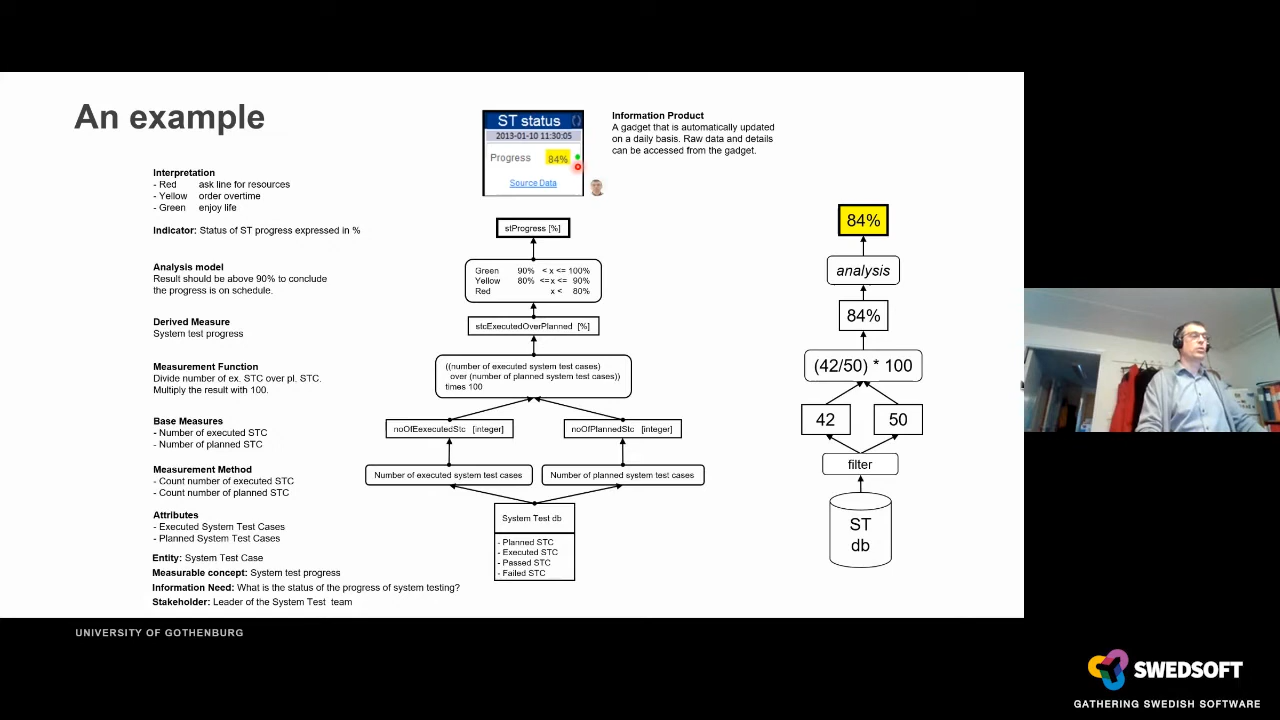 An example
ST status
2013-01-10 11:30:05
Progress 84%
Source Data
Information Product
A gadget that is automatically updated
on a daily basis. Raw data and details
can be accessed from the gadget.
Interpretation
- Red ask line for resources
- Yellow order overtime
- Green enjoy life
Indicator: Status of ST progress expressed in %
Analysis model
Result should be above 90% to conclude
the progress is on schedule.
Derived Measure
System test progress
Measurement Function
Divide number of ex. STC over pl. STC.
Multiply the result with 100.
Base Measures
- Number of executed STC
- Number of planned STC
Measurement Method
- Count number of executed STC
- Count number of planned STC
Attributes
- Executed System Test Cases
- Planned System Test Cases
Entity: System Test Case
Measurable concept: System test progress
Information Need: What is the status of the progress of system testing?
Stakeholder: Leader of the System Test team
stProgress [%]
Green 90% < x <= 100%
Yellow 80% <=x <= 90%
Red x < 80%
stcExecutedOverPlanned [%]
((number of executed system test cases)
over (number of planned system test cases))
times 100
noOfEexecutedStc [integer]
noOfPlannedStc [integer]
Number of executed system test cases
Number of planned system test cases
System Test db
- Planned STC
- Executed STC
- Passed STC
- Failed STC
84%
analysis
84%
(42/50) * 100
42
50
filter
ST
db
UNIVERSITY OF GOTHENBURG
SWEDSOFT
GATHERING SWEDISH SOFTWARE